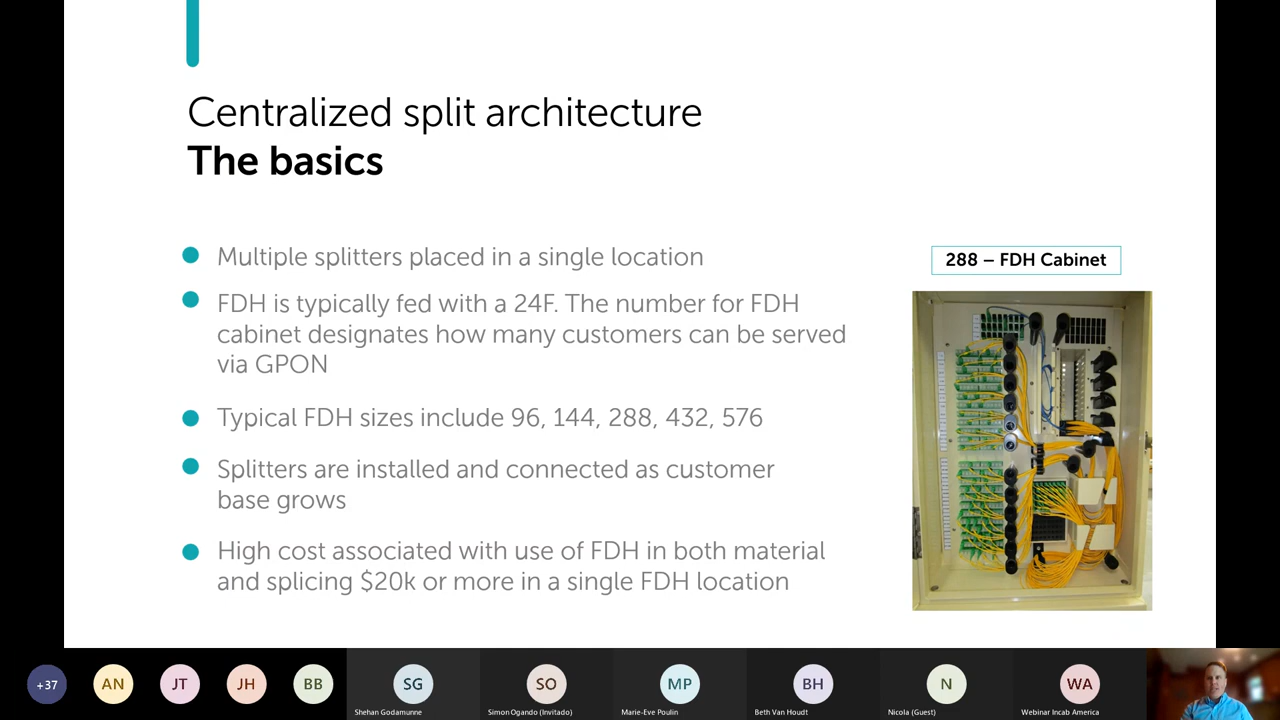 Centralized split architecture
The basics
Multiple splitters placed in a single location
FDH is typically fed with a 24F. The number for FDH
cabinet designates how many customers can be served
via GPON
Typical FDH sizes include 96, 144, 288, 432, 576
Splitters are installed and connected as customer
base grows
High cost associated with use of FDH in both material
and splicing $20k or more in a single FDH location
288 – FDH Cabinet
+37
AN
JT
JH
BB
SG
SO
MP
BH
N
WA
Shehan Godamunne
Simon Ogando (Invitado)
Marie-Eve Poulin
Beth Van Houdt
Nicola (Guest)
Webinar Incab America